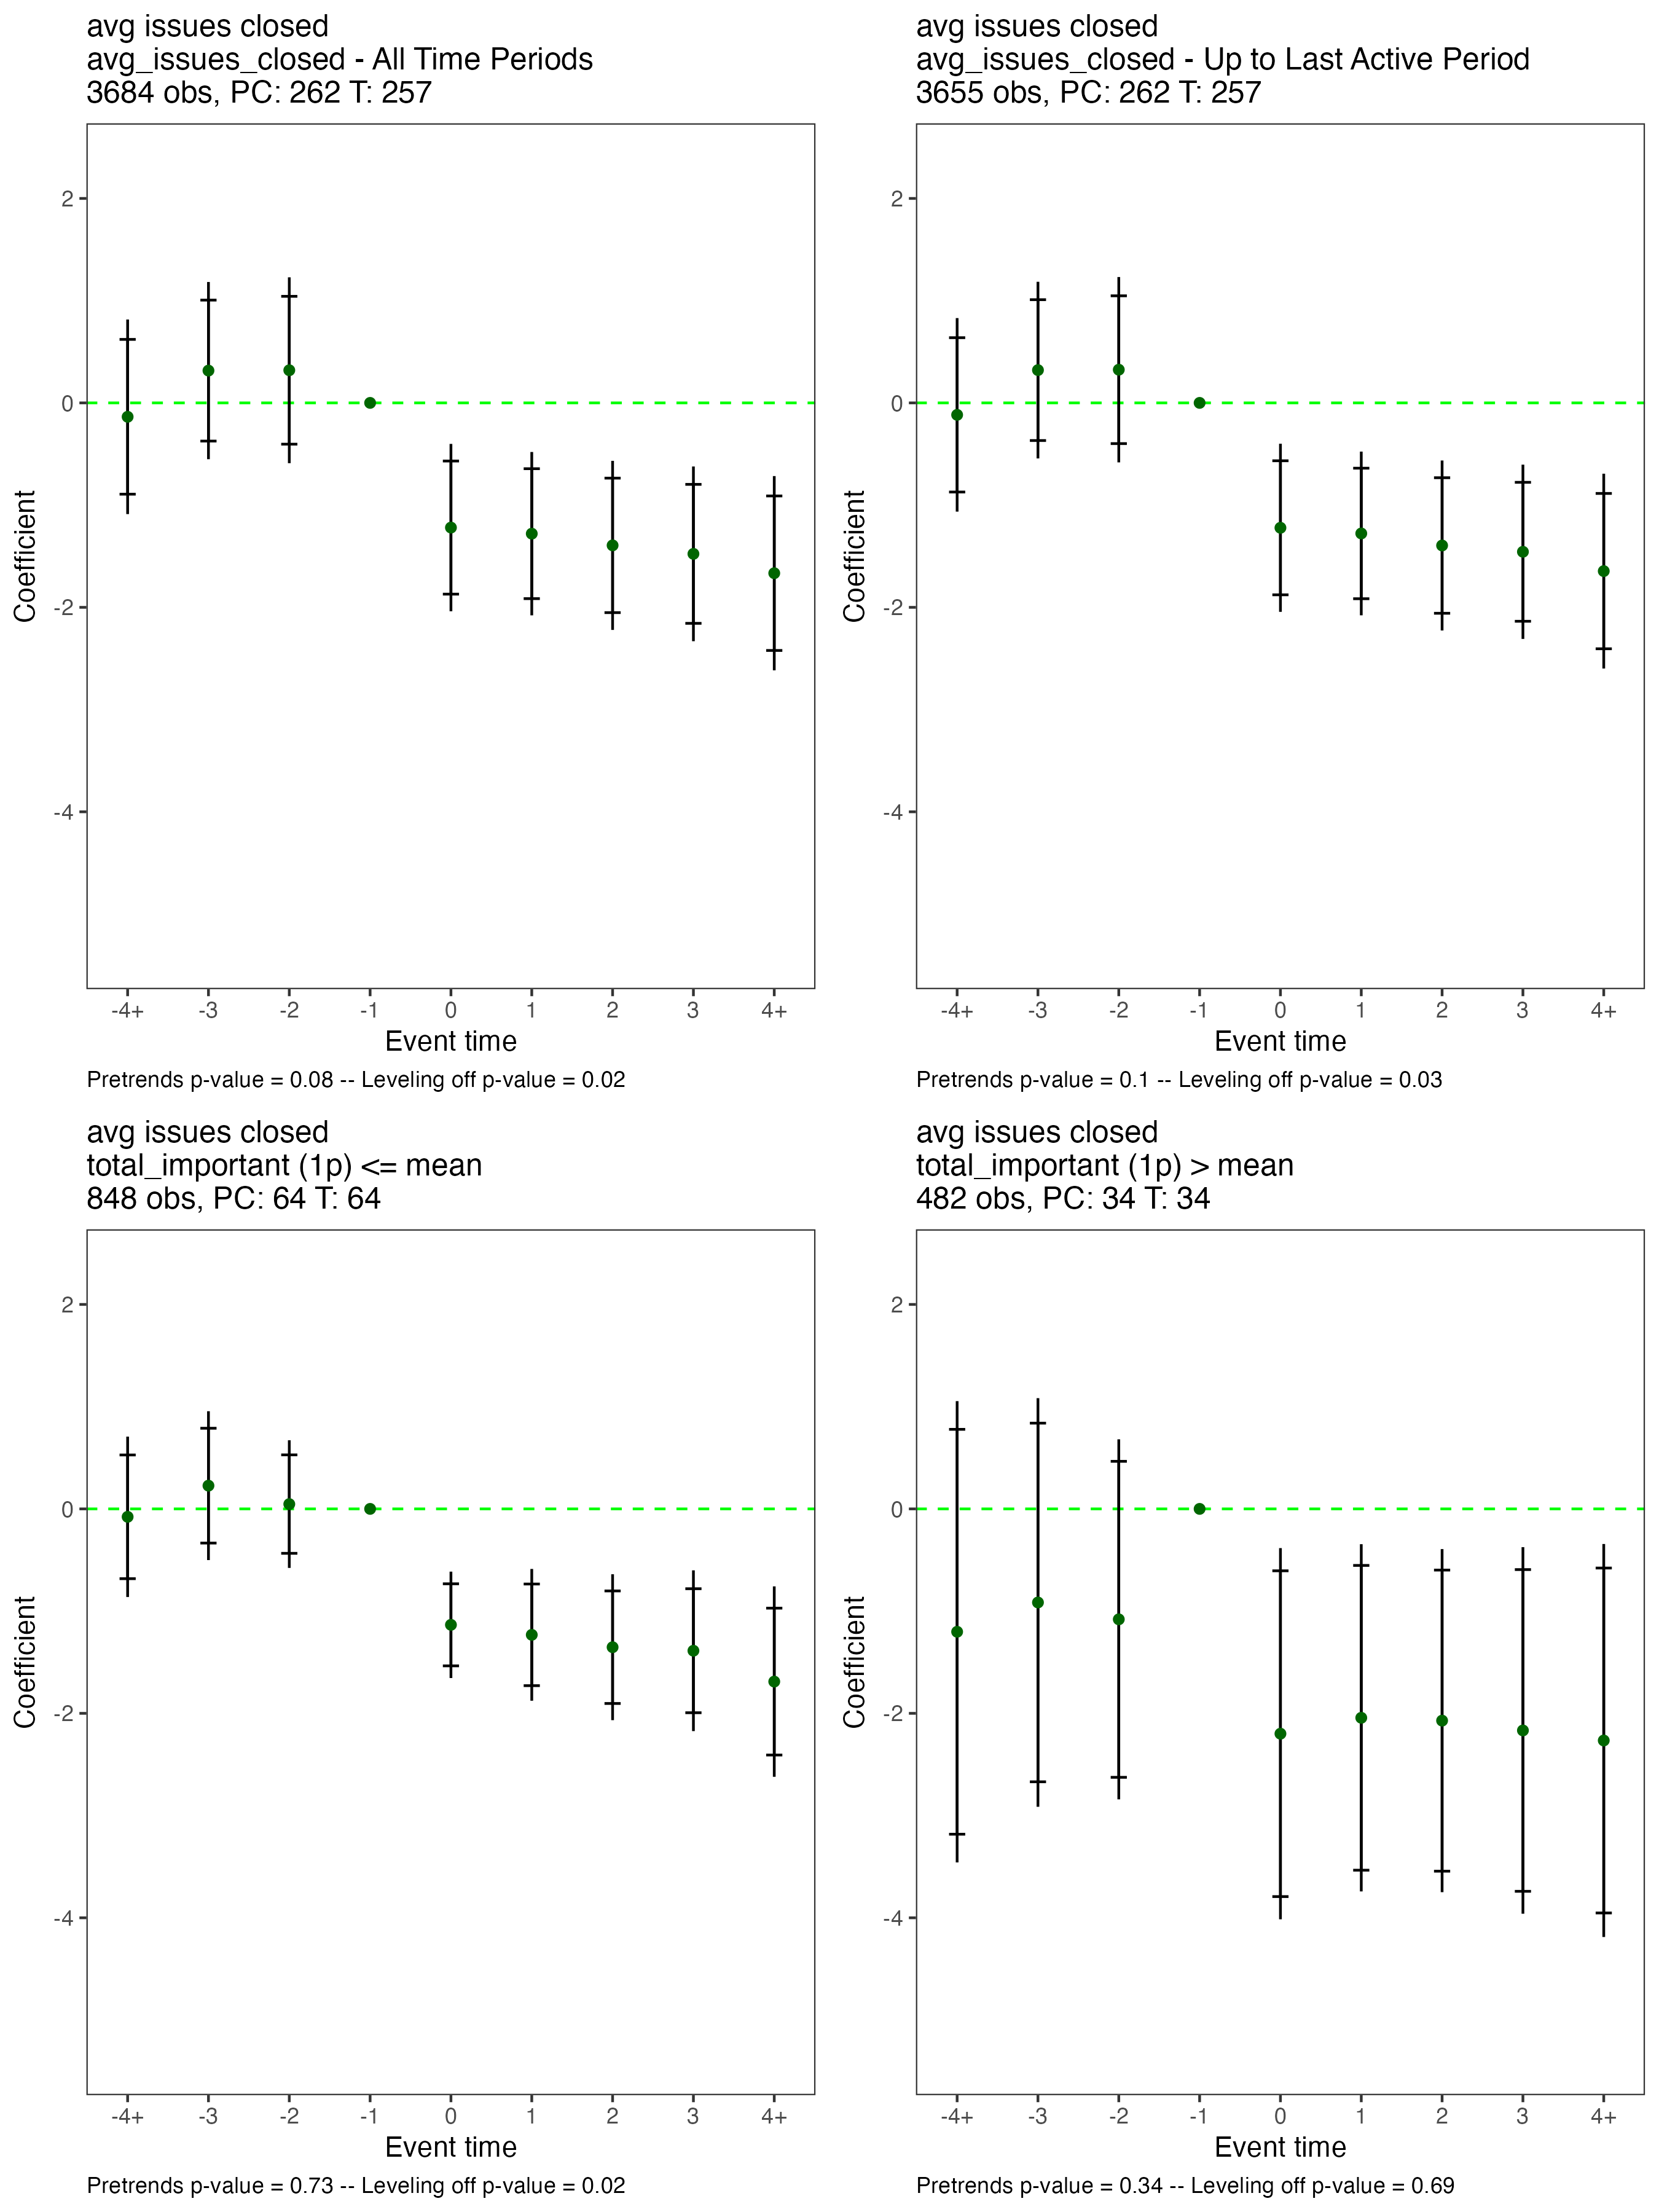 avg issues closed
avg_issues_closed - All Time Periods
3684 obs, PC: 262 T: 257
2
0
-2
-4
Coefficient
-4+ -3 -2 -1 0 1 2 3 4+
Event time
Pretrends p-value = 0.08 -- Leveling off p-value = 0.02
avg issues closed
avg_issues_closed - Up to Last Active Period
3655 obs, PC: 262 T: 257
2
0
-2
-4
Coefficient
-4+ -3 -2 -1 0 1 2 3 4+
Event time
Pretrends p-value = 0.1 -- Leveling off p-value = 0.03
avg issues closed
total_important (1p) <= mean
848 obs, PC: 64 T: 64
2
0
-2
-4
Coefficient
-4+ -3 -2 -1 0 1 2 3 4+
Event time
Pretrends p-value = 0.73 -- Leveling off p-value = 0.02
avg issues closed
total_important (1p) > mean
482 obs, PC: 34 T: 34
2
0
-2
-4
Coefficient
-4+ -3 -2 -1 0 1 2 3 4+
Event time
Pretrends p-value = 0.34 -- Leveling off p-value = 0.69